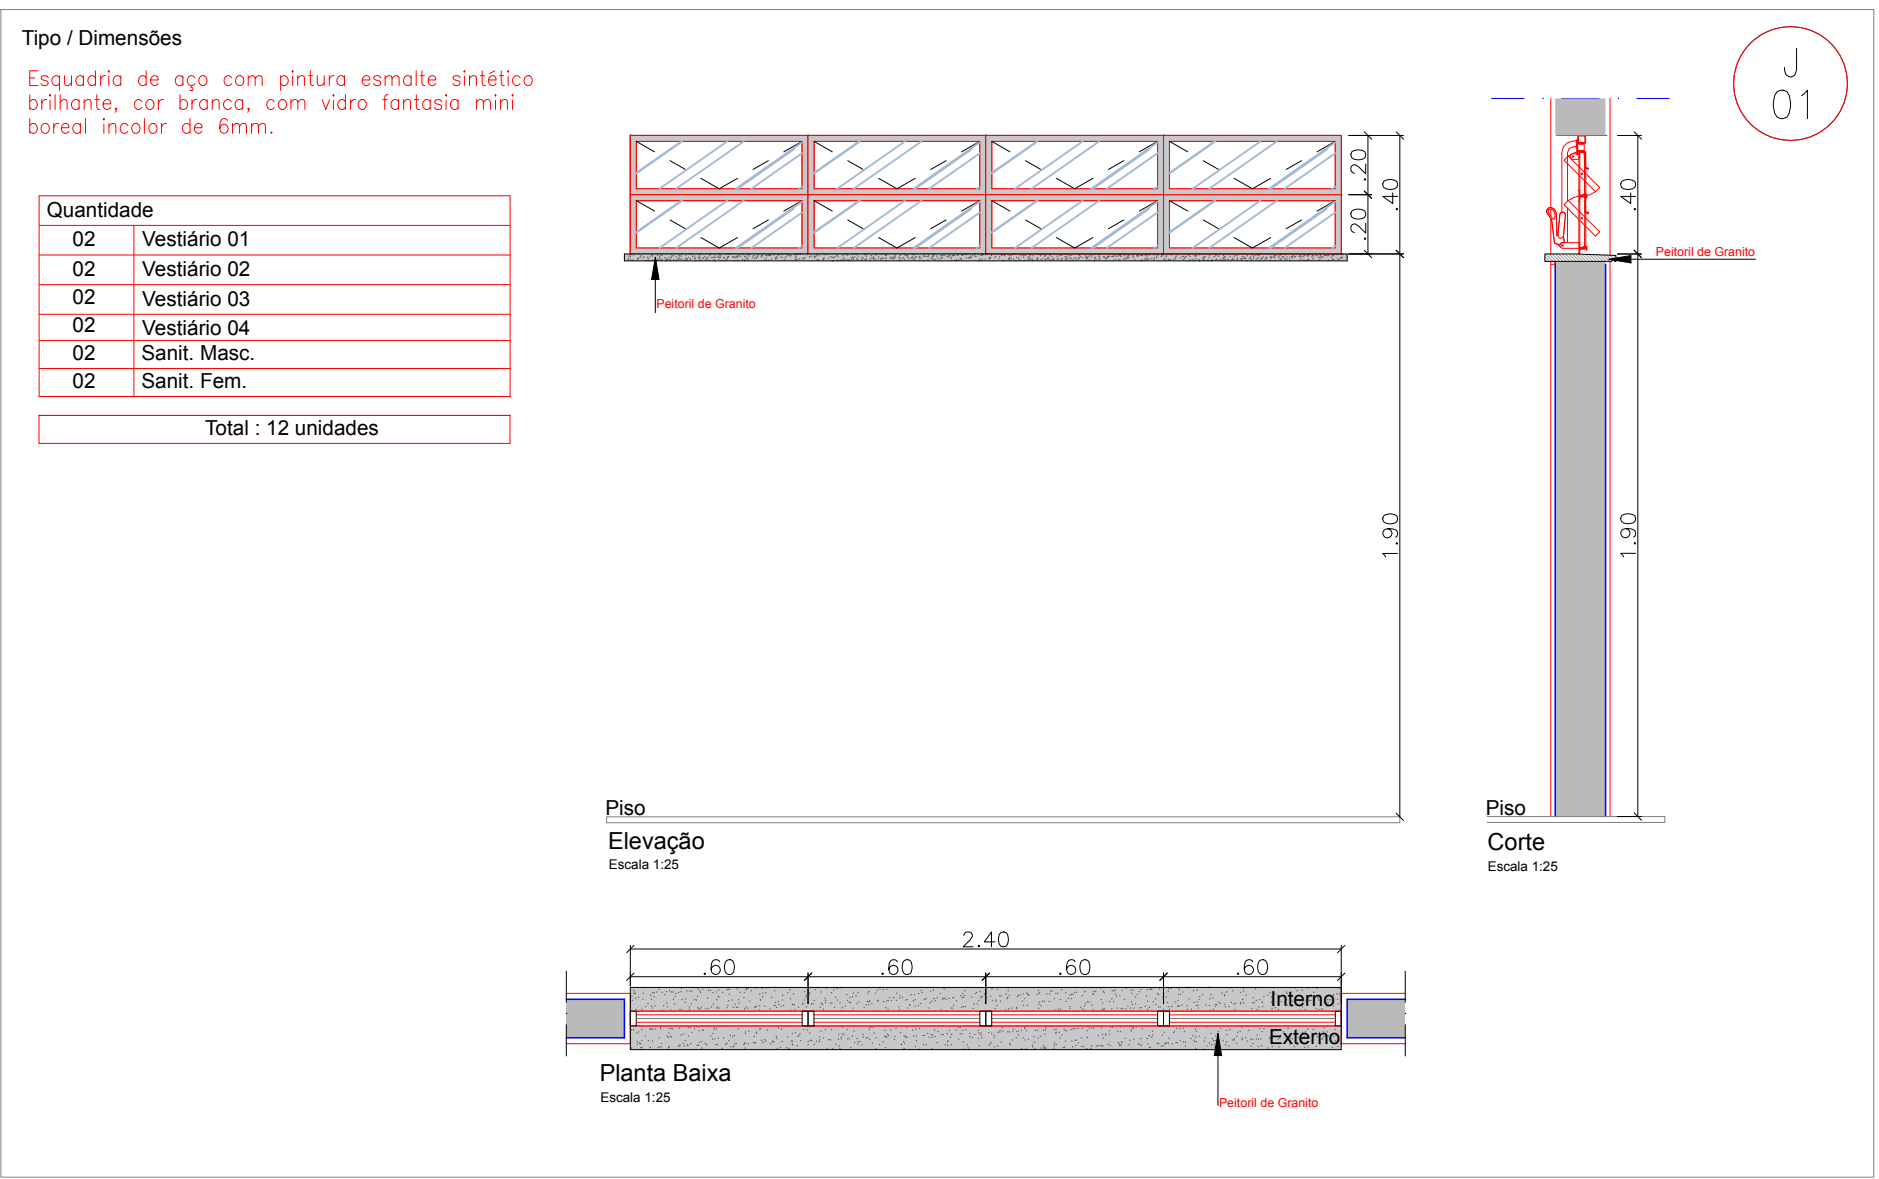 Tipo / Dimensões
Esquadria de aço com pintura esmalte sintético
brilhante, cor branca, com vidro fantasia mini
boreal incolor de 6mm.
J
01
Quantidade
02 Vestiário 01
02 Vestiário 02
02 Vestiário 03
02 Vestiário 04
02 Sanit. Masc.
02 Sanit. Fem.
Total : 12 unidades
.20
.20
.40
Peitoril de Granito
1.90
Piso
Elevação
Escala 1:25
.40
Peitoril de Granito
1.90
Piso
Corte
Escala 1:25
2.40
.60 .60 .60 .60
Interno
Externo
Planta Baixa
Escala 1:25
Peitoril de Granito